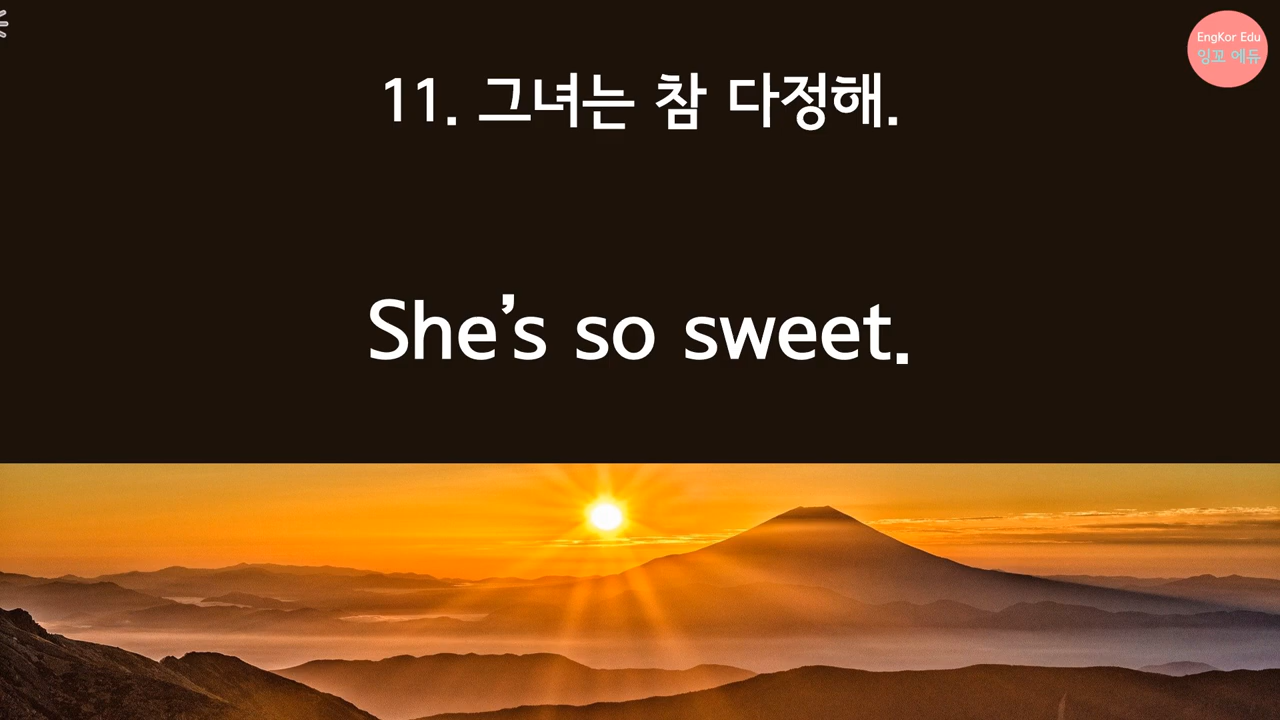 EngKor Edu
잉꼬 에듀
11. 그녀는 참 다정해.
She's so sweet.